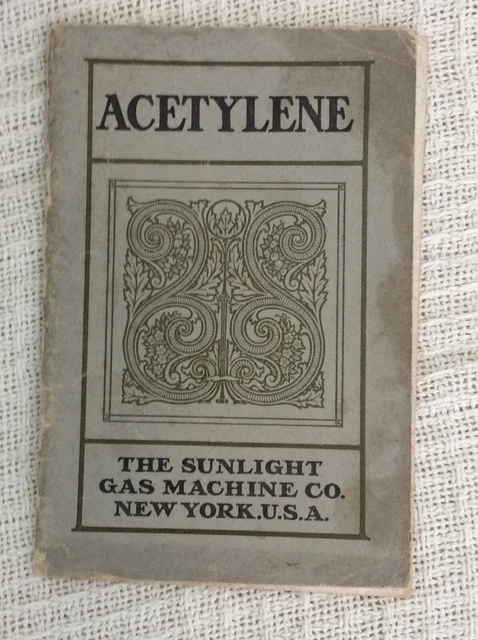 ACETYLENE
THE SUNLIGHT
GAS MACHINE CO.
NEW YORK.U.S.A.